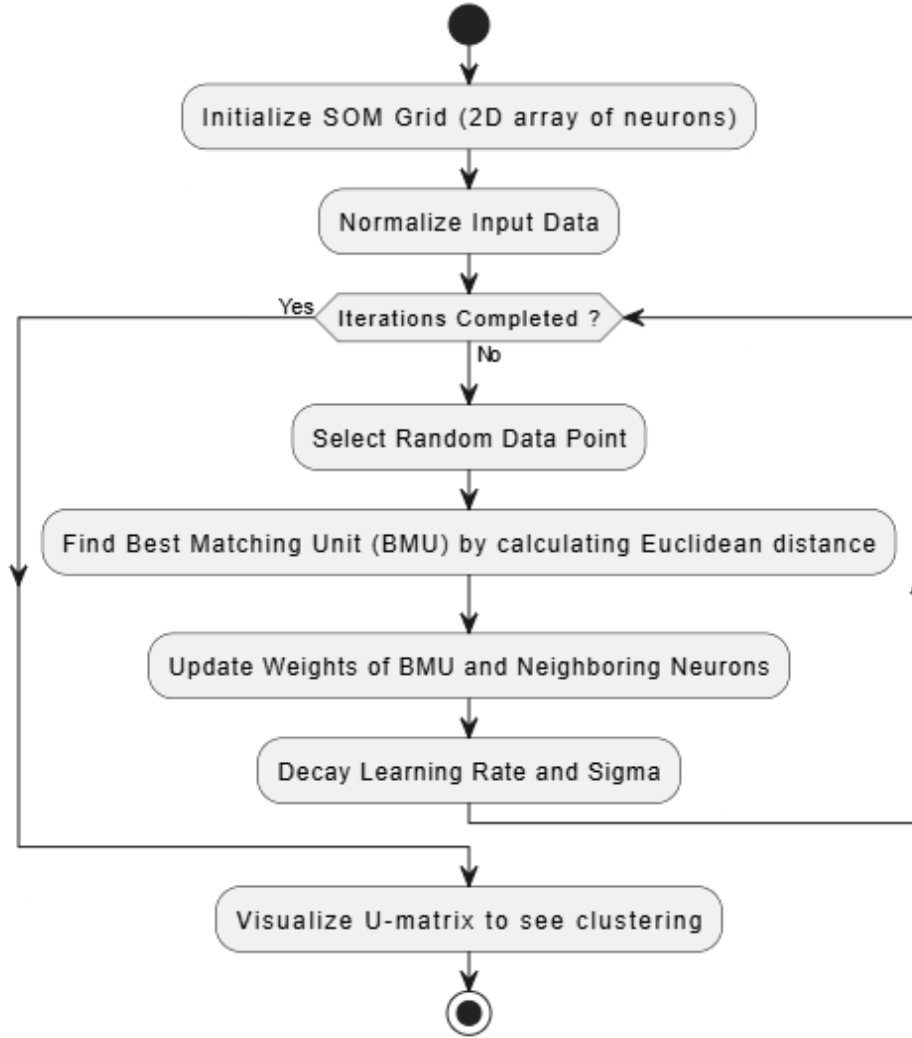 Initialize SOM Grid (2D array of neurons)
Normalize Input Data
Yes
Iterations Completed ?
No
Select Random Data Point
Find Best Matching Unit (BMU) by calculating Euclidean distance
Update Weights of BMU and Neighboring Neurons
Decay Learning Rate and Sigma
Visualize U-matrix to see clustering